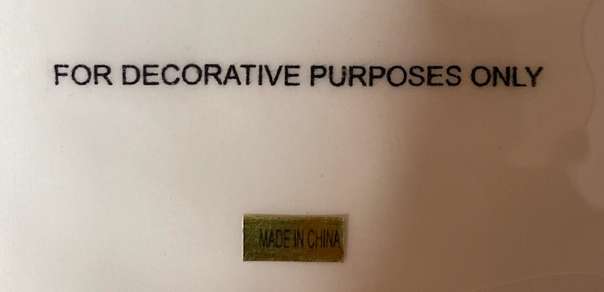 FOR DECORATIVE PURPOSES ONLY
MADE IN CHINA